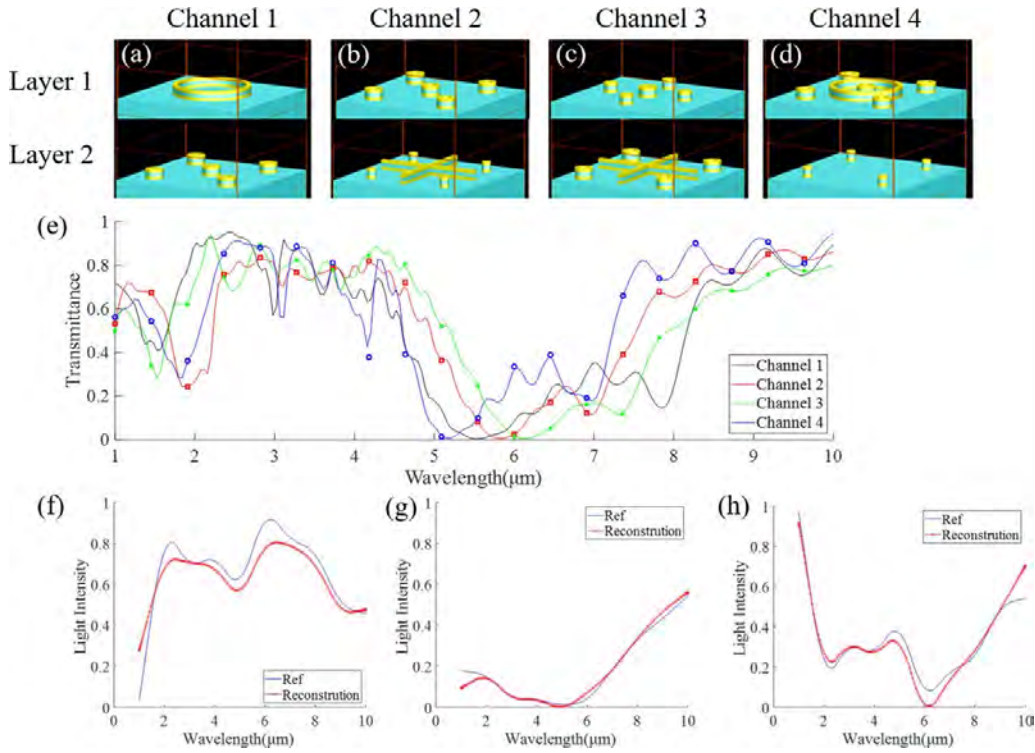 Channel 1 Channel 2 Channel 3 Channel 4
(a) (b) (c) (d)
Layer 1
Layer 2
(e)
1
0.8
0.6
0.4
0.2
0
Transmittance
Channel 1
Channel 2
Channel 3
Channel 4
1 2 3 4 5 6 7 8 9 10
Wavelength(μm)
(f)
1
0.8
0.6
0.4
0.2
0
Light Intensity
Ref
Reconstrution
0 2 4 6 8 10
Wavelength(μm)
(g)
1
0.8
0.6
0.4
0.2
0
Light Intensity
Ref
Reconstrution
0 2 4 6 8 10
Wavelength(μm)
(h)
1
0.8
0.6
0.4
0.2
0
Light Intensity
Ref
Reconstrution
0 2 4 6 8 10
Wavelength(μm)